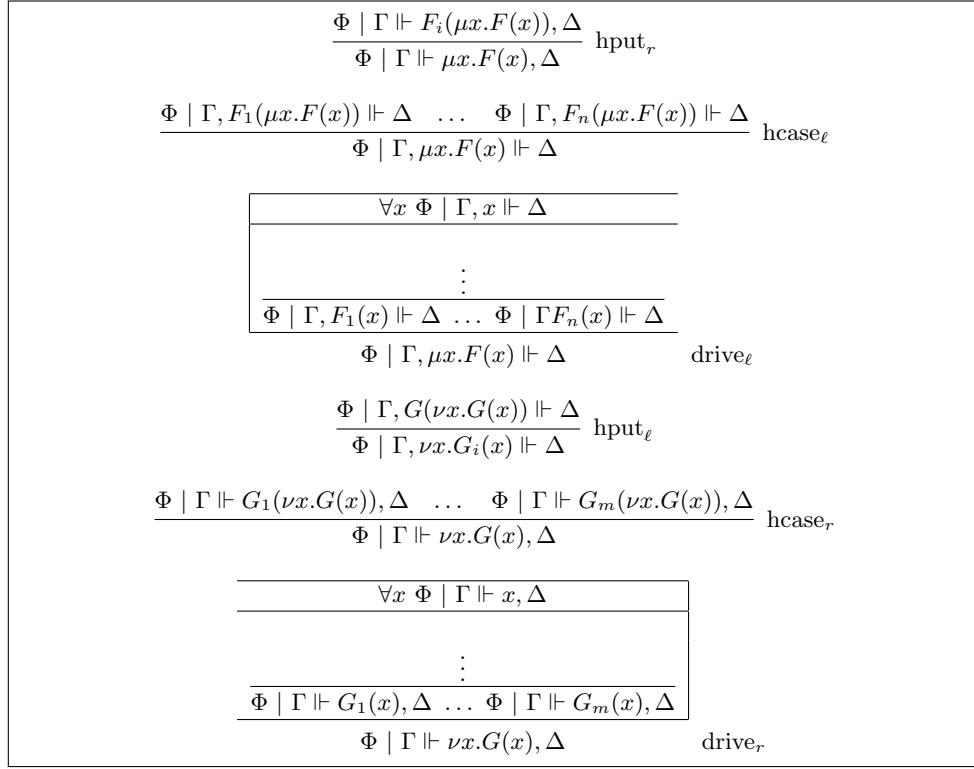 Φ | Γ ⊩ F_i(μx.F(x)), Δ
Φ | Γ ⊩ μx.F(x), Δ hput_r
Φ | Γ, F_1(μx.F(x)) ⊩ Δ … Φ | Γ, F_n(μx.F(x)) ⊩ Δ
Φ | Γ, μx.F(x) ⊩ Δ hcase_ℓ
∀x Φ | Γ, x ⊩ Δ
⋮
Φ | Γ, F_1(x) ⊩ Δ … Φ | ΓF_n(x) ⊩ Δ
Φ | Γ, μx.F(x) ⊩ Δ drive_ℓ
Φ | Γ, G(νx.G(x)) ⊩ Δ
Φ | Γ, νx.G_i(x) ⊩ Δ hput_ℓ
Φ | Γ ⊩ G_1(νx.G(x)), Δ … Φ | Γ ⊩ G_m(νx.G(x)), Δ
Φ | Γ ⊩ νx.G(x), Δ hcase_r
∀x Φ | Γ ⊩ x, Δ
⋮
Φ | Γ ⊩ G_1(x), Δ … Φ | Γ ⊩ G_m(x), Δ
Φ | Γ ⊩ νx.G(x), Δ drive_r